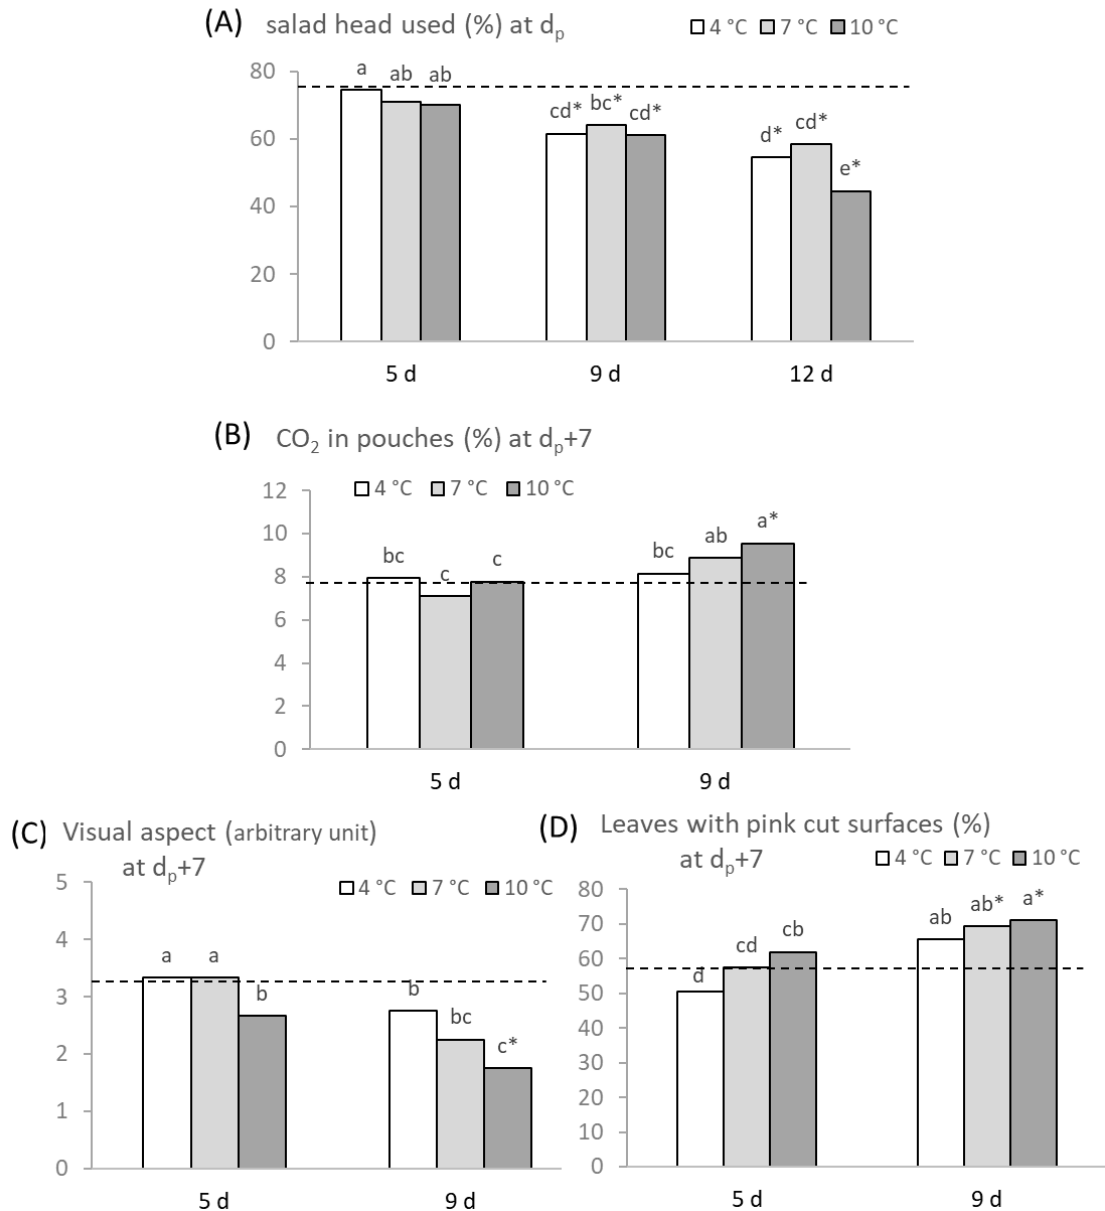 (A) salad head used (%) at dp
4 °C 7 °C 10 °C
80
60
40
20
0
a ab ab
cd* bc* cd*
d* cd* e*
5 d 9 d 12 d
(B) CO2 in pouches (%) at dp+7
4 °C 7 °C 10 °C
12
10
8
6
4
2
0
bc c c
bc ab a*
5 d 9 d
(C) Visual aspect (arbitrary unit)
at dp+7
4 °C 7 °C 10 °C
5
4
3
2
1
0
a a b
b bc c*
5 d 9 d
(D) Leaves with pink cut surfaces (%)
at dp+7
4 °C 7 °C 10 °C
80
70
60
50
40
30
20
10
0
d cd cb
ab ab* a*
5 d 9 d